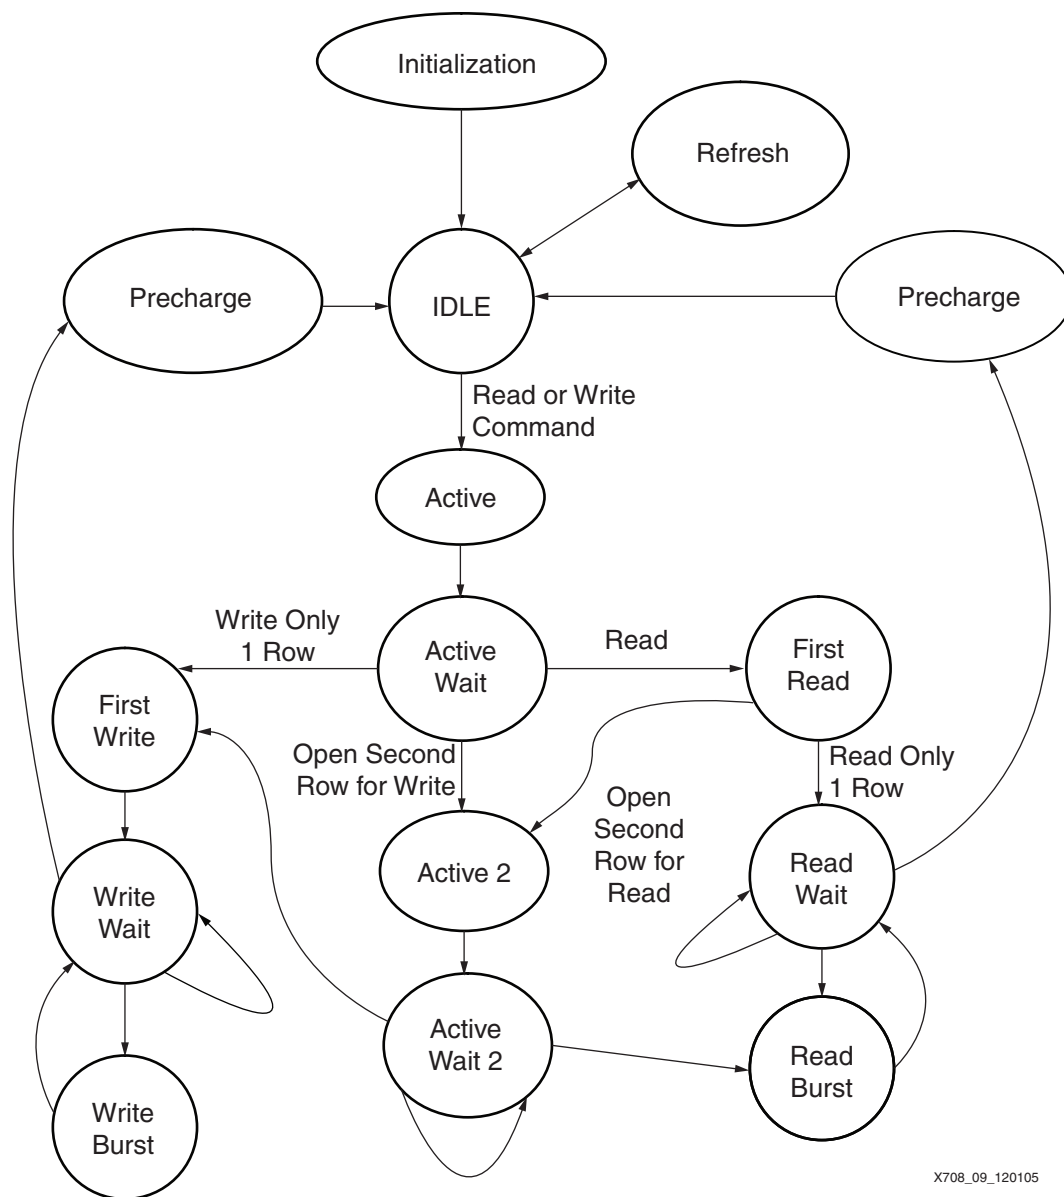 Initialization
Refresh
Precharge
IDLE
Precharge
Read or Write
Command
Active
Write Only
1 Row
Active
Wait
Read
First
Read
First
Write
Open Second
Row for Write
Read Only
1 Row
Open
Second
Row for
Read
Active 2
Read
Wait
Write
Wait
Active
Wait 2
Read
Burst
Write
Burst
X708_09_120105